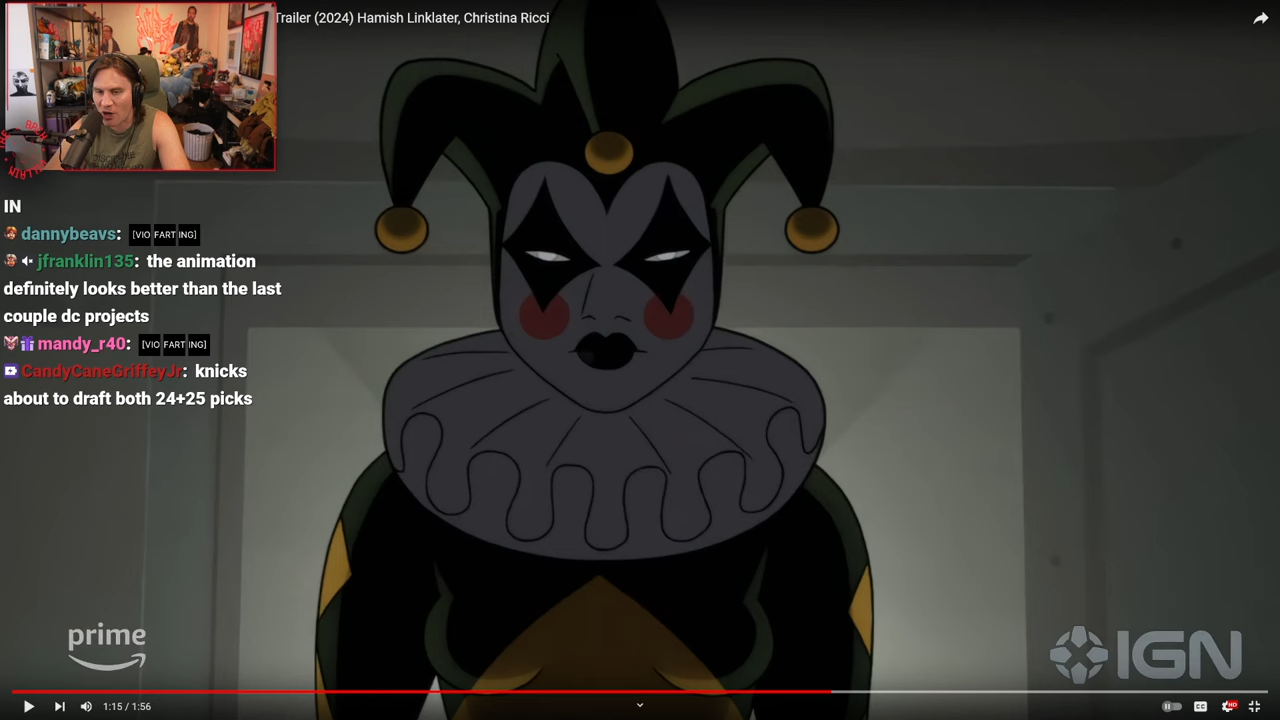 Trailer (2024) Hamish Linklater, Christina Ricci
IN
dannybeavs: [VIO FART ING]
jfranklin135: the animation
definitely looks better than the last
couple dc projects
mandy_r40: [VIO FART ING]
CandyCaneGriffeyJr: knicks
about to draft both 24+25 picks
prime
IGN
1:15 / 1:56
CC
HD